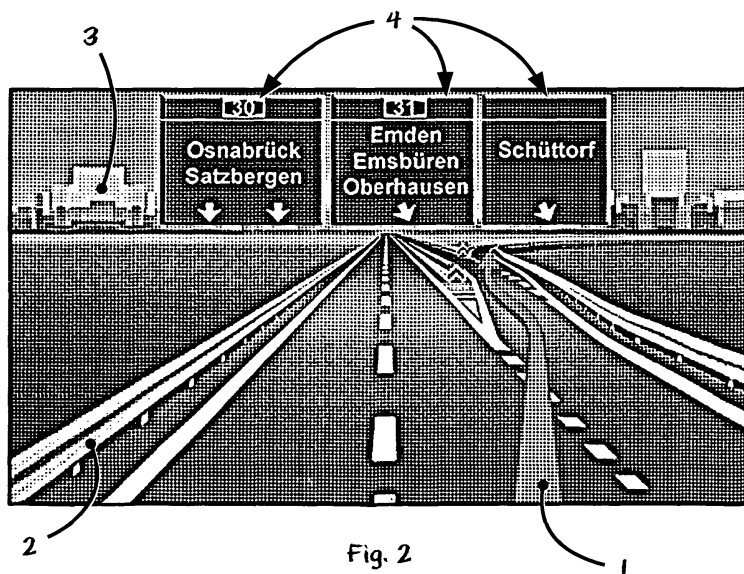 4
3
30
31
Osnabrück
Satzbergen
Emden
Emsbüren
Oberhausen
Schüttorf
2
Fig. 2
1